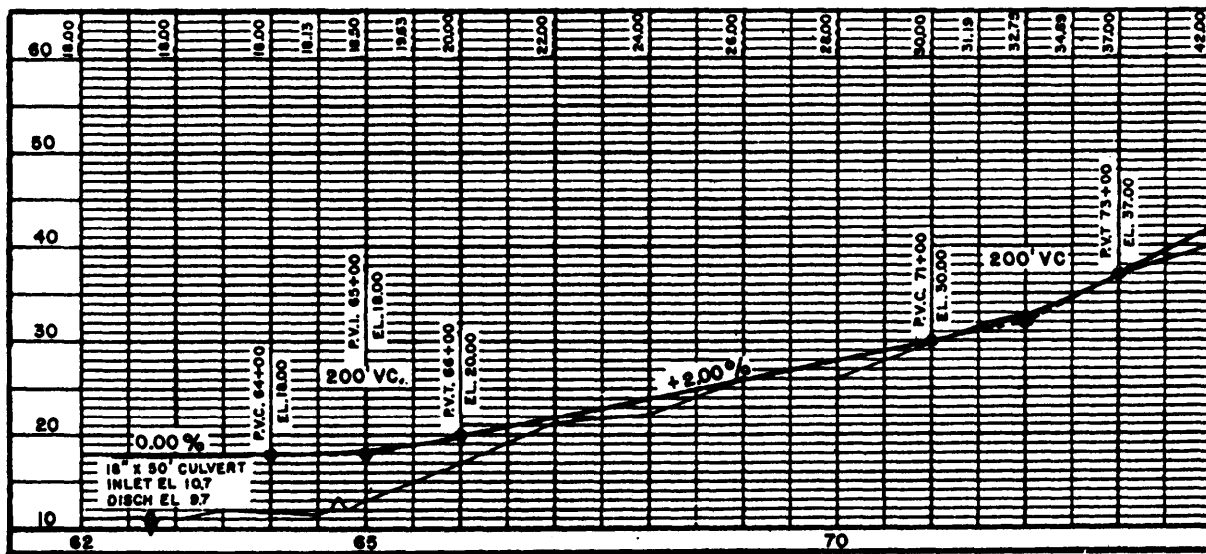 60
50
40
30
20
10
18.00
18.00
18.00
18.13
18.50
19.63
20.00
22.00
24.00
26.00
28.00
30.00
31.19
32.75
34.69
37.00
42.00
0.00%
18" X 50' CULVERT
INLET EL 10.7
DISCH EL 9.7
P.V.C. 64+00
EL. 18.00
P.V.I. 65+00
EL. 18.00
200' VC.
P.V.T. 66+00
EL. 20.00
+2.00%
P.V.C. 71+00
EL. 30.00
200' VC
P.V.T 73+00
EL. 37.00
62
65
70